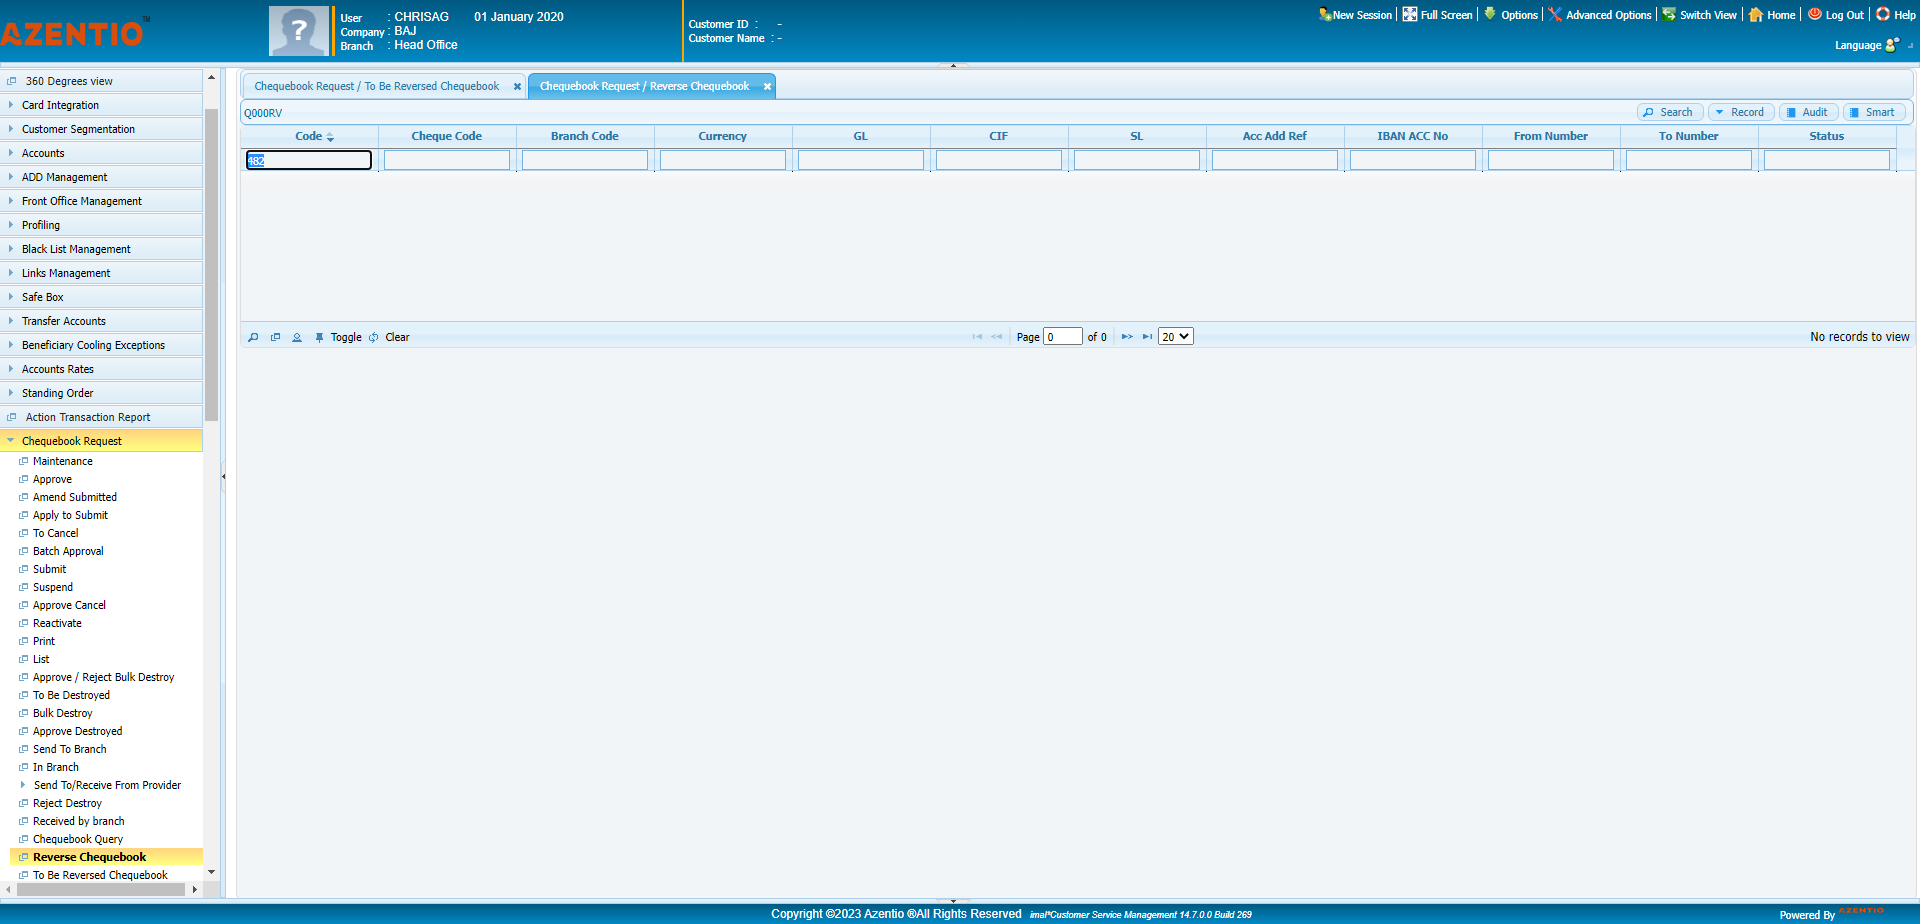 AZENTIO™
User : CHRISAG 01 January 2020
Company : BAJ
Branch : Head Office
Customer ID : -
Customer Name : -
New Session
Full Screen
Options
Advanced Options
Switch View
Home
Log Out
Help
Language
360 Degrees view
Card Integration
Customer Segmentation
Accounts
ADD Management
Front Office Management
Profiling
Black List Management
Links Management
Safe Box
Transfer Accounts
Beneficiary Cooling Exceptions
Accounts Rates
Standing Order
Action Transaction Report
Chequebook Request
Maintenance
Approve
Amend Submitted
Apply to Submit
To Cancel
Batch Approval
Submit
Suspend
Approve Cancel
Reactivate
Print
List
Approve / Reject Bulk Destroy
To Be Destroyed
Bulk Destroy
Approve Destroyed
Send To Branch
In Branch
Send To/Receive From Provider
Reject Destroy
Received by branch
Chequebook Query
Reverse Chequebook
To Be Reversed Chequebook
Chequebook Request / To Be Reversed Chequebook
Chequebook Request / Reverse Chequebook
Q000RV
Search
Record
Audit
Smart
Code Cheque Code Branch Code Currency GL CIF SL Acc Add Ref IBAN ACC No From Number To Number Status
482
Toggle Clear
Page 0 of 0 20
No records to view
Copyright ©2023 Azentio ®All Rights Reserved imal*Customer Service Management 14.7.0.0 Build 269
Powered By AZENTIO